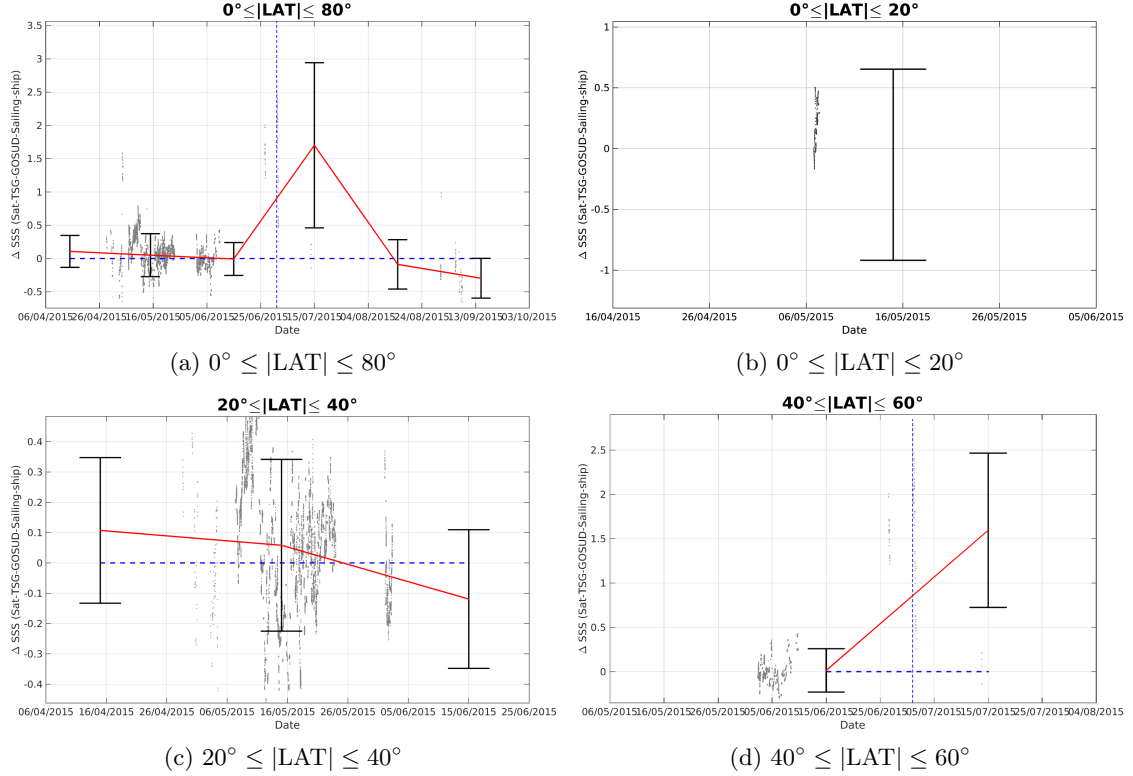 0°≤|LAT|≤ 80°
3.5
3
2.5
2
1.5
1
0.5
0
-0.5
Δ SSS (Sat-TSG-GOSUD-Sailing-ship)
06/04/2015 26/04/2015 16/05/2015 05/06/2015 25/06/2015 15/07/2015 04/08/2015 24/08/2015 13/09/2015 03/10/2015
Date
(a) 0° ≤ |LAT| ≤ 80°
0°≤|LAT|≤ 20°
1
0.5
0
-0.5
-1
Δ SSS (Sat-TSG-GOSUD-Sailing-ship)
16/04/2015 26/04/2015 06/05/2015 16/05/2015 26/05/2015 05/06/2015
Date
(b) 0° ≤ |LAT| ≤ 20°
20°≤|LAT|≤ 40°
0.4
0.3
0.2
0.1
0
-0.1
-0.2
-0.3
-0.4
Δ SSS (Sat-TSG-GOSUD-Sailing-ship)
06/04/2015 16/04/2015 26/04/2015 06/05/2015 16/05/2015 26/05/2015 05/06/2015 15/06/2015 25/06/2015
Date
(c) 20° ≤ |LAT| ≤ 40°
40°≤|LAT|≤ 60°
2.5
2
1.5
1
0.5
0
Δ SSS (Sat-TSG-GOSUD-Sailing-ship)
06/05/2015 16/05/2015 26/05/2015 05/06/2015 15/06/2015 25/06/2015 05/07/2015 15/07/2015 25/07/2015 04/08/2015
Date
(d) 40° ≤ |LAT| ≤ 60°